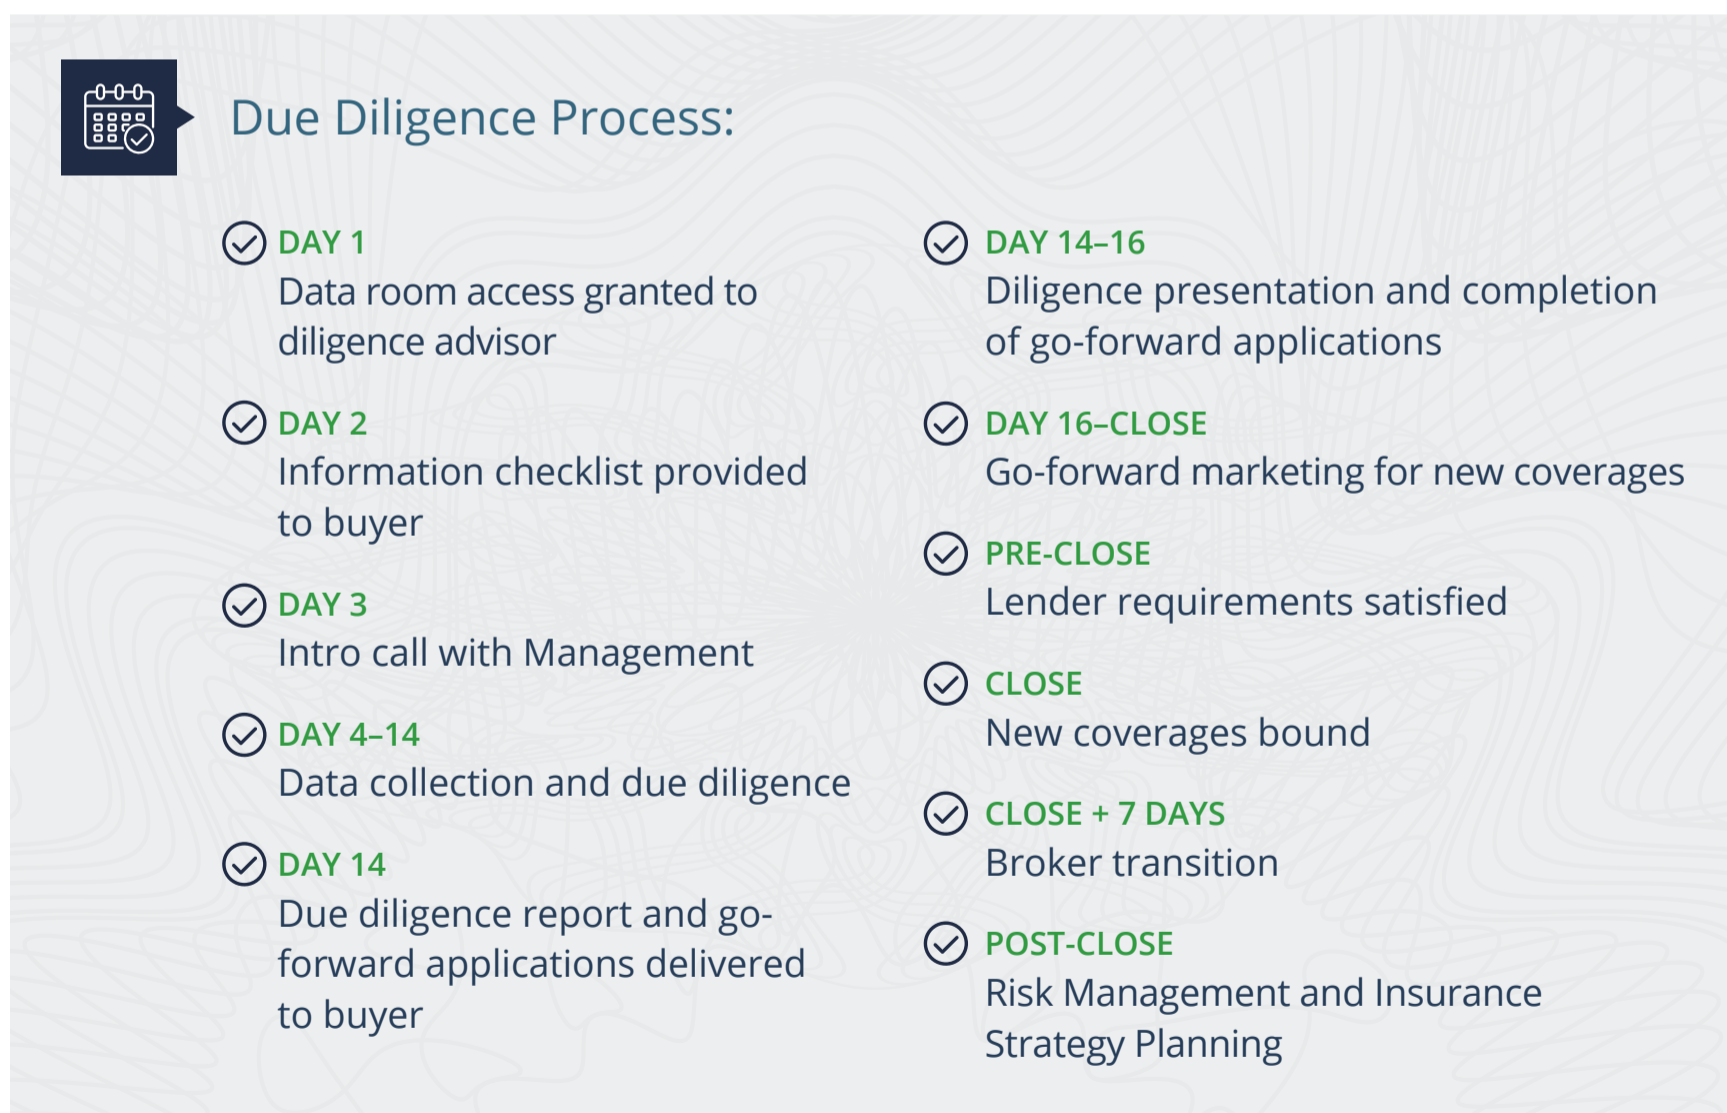 Due Diligence Process:
DAY 1
Data room access granted to
diligence advisor
DAY 2
Information checklist provided
to buyer
DAY 3
Intro call with Management
DAY 4–14
Data collection and due diligence
DAY 14
Due diligence report and go-
forward applications delivered
to buyer
DAY 14–16
Diligence presentation and completion
of go-forward applications
DAY 16–CLOSE
Go-forward marketing for new coverages
PRE-CLOSE
Lender requirements satisfied
CLOSE
New coverages bound
CLOSE + 7 DAYS
Broker transition
POST-CLOSE
Risk Management and Insurance
Strategy Planning